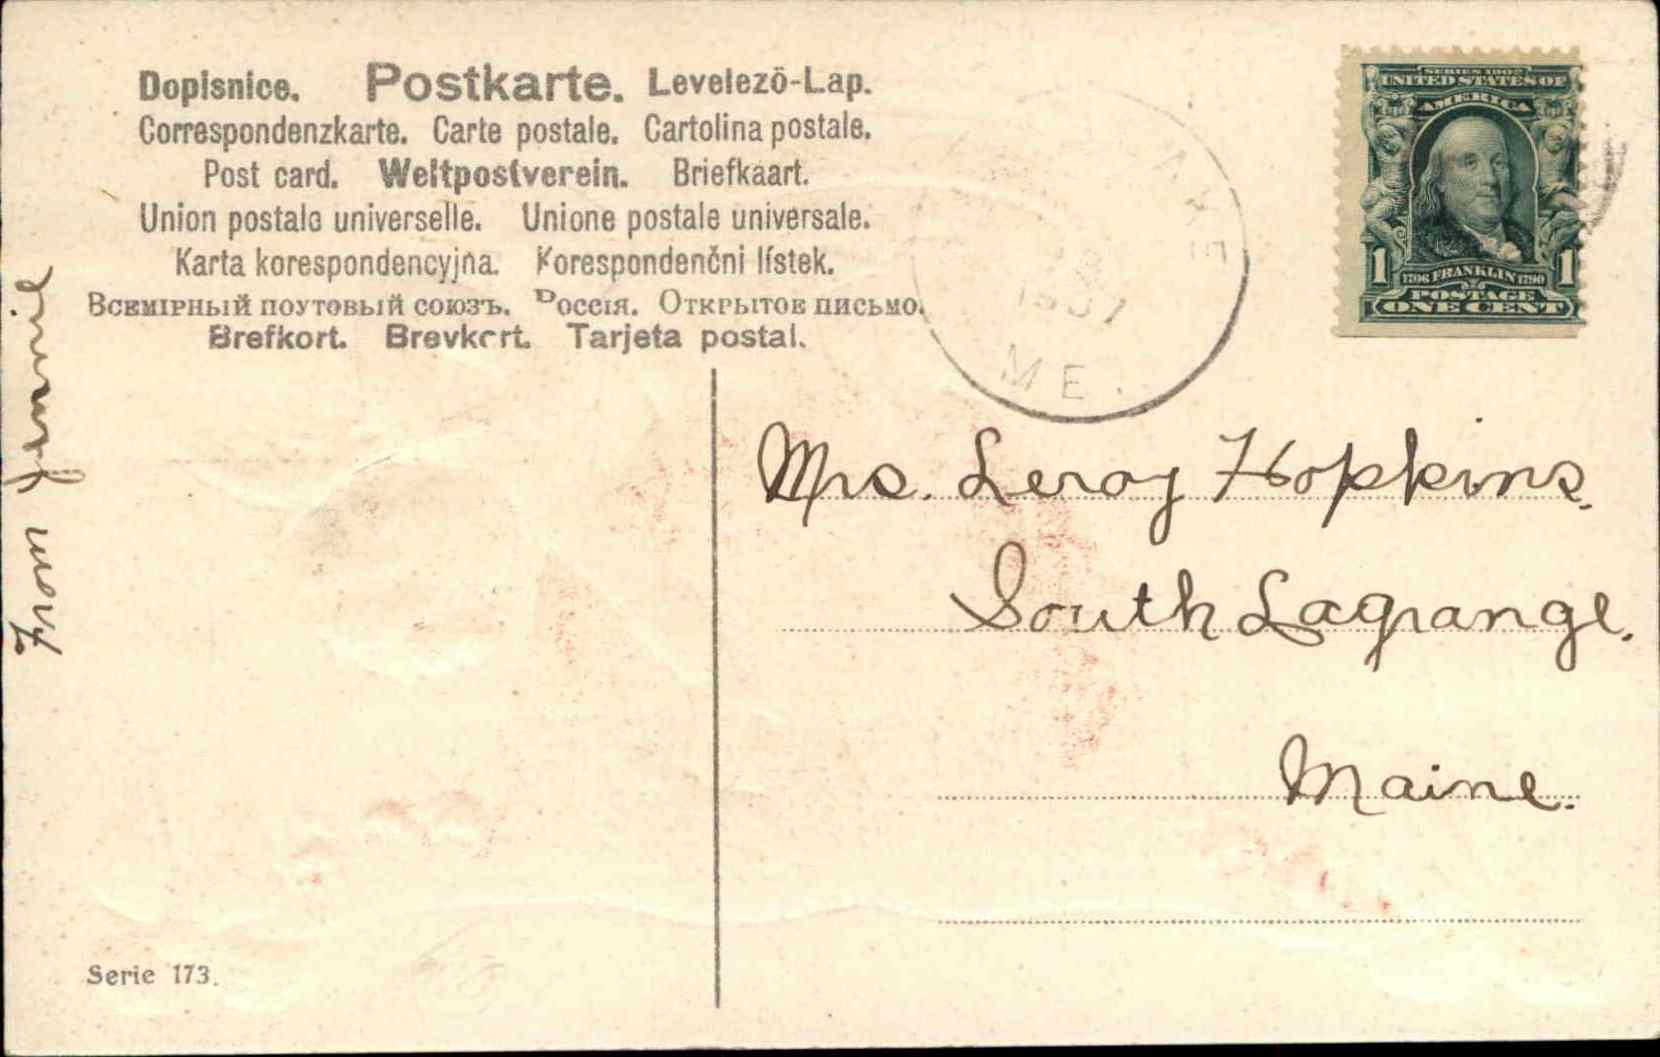 Dopisnice. Postkarte. Levelező-Lap.
Correspondenzkarte. Carte postale. Cartolina postale.
Post card. Weltpostverein. Briefkaart.
Union postale universelle. Unione postale universale.
Karta korespondencyjna. Korespondenčni lístek.
Всемірный поутовый союзъ. Россія. Открытое письмо.
Brefkort. Brevkort. Tarjeta postal.
SERIES 1902
UNITED STATES OF
AMERICA
1706 FRANKLIN 1790
1 1
POSTAGE
ONE CENT
ME.
From Jennie
Mrs. Leroy Hopkins.
South Lagrange.
Maine.
Serie 173.